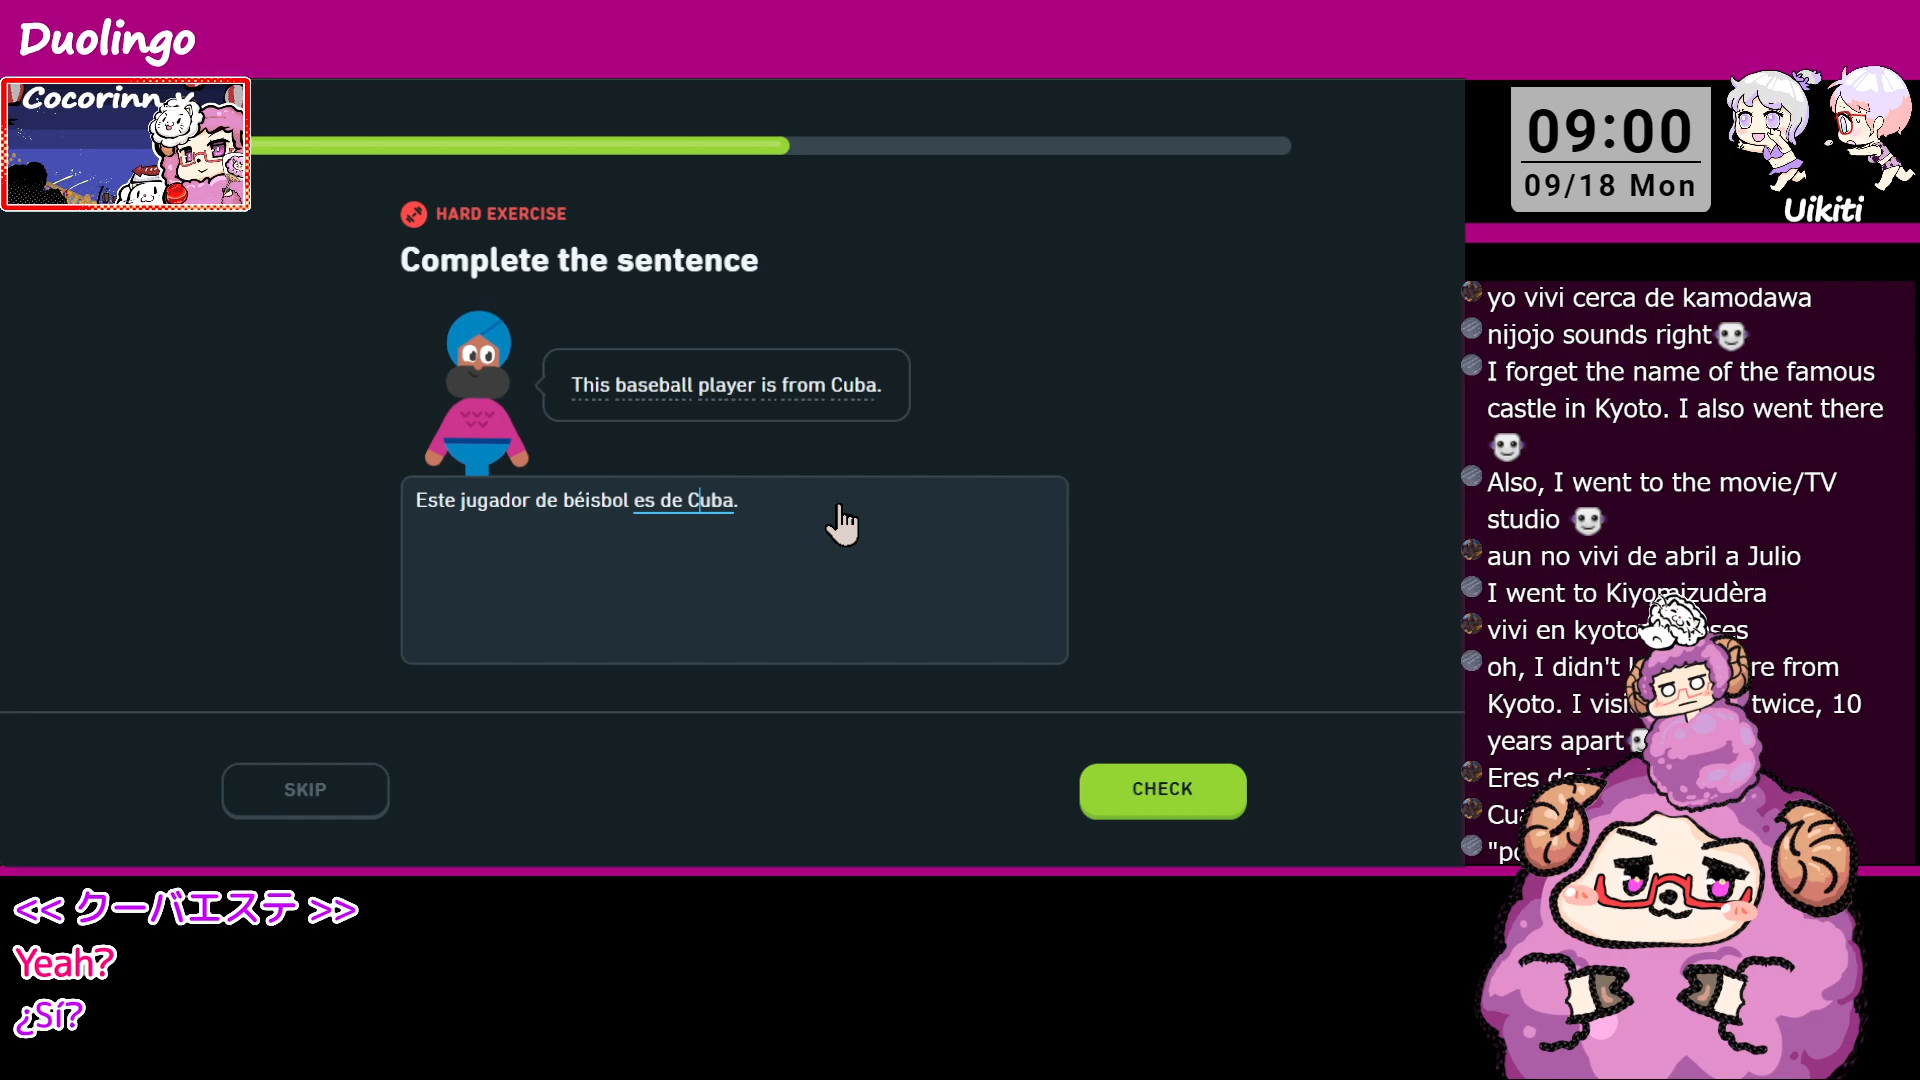 Duolingo
Cocorinn.y
HARD EXERCISE
Complete the sentence
This baseball player is from Cuba.
Este jugador de béisbol es de Cuba.
SKIP
CHECK
09:00
09/18 Mon
Uikiti
yo vivi cerca de kamodawa
nijojo sounds right
I forget the name of the famous
castle in Kyoto. I also went there
Also, I went to the movie/TV
studio
aun no vivi de abril a Julio
I went to Kiyomizudèra
vivi en kyoto
oh, I didn't from
Kyoto. I twice, 10
years apart
Eres
<< クーバエステ >>
Yeah?
¿Sí?